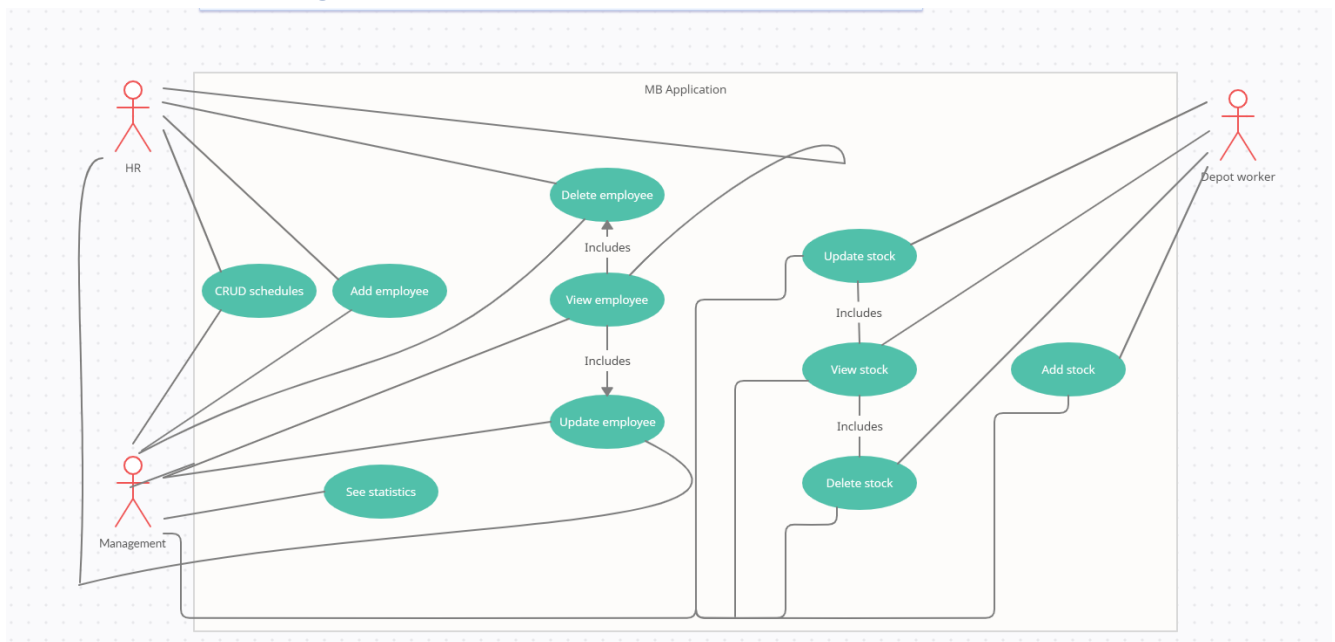 MB Application
HR
Depot worker
Delete employee
Includes
Update stock
CRUD schedules
Add employee
View employee
Includes
Includes
View stock
Add stock
Update employee
Includes
See statistics
Delete stock
Management